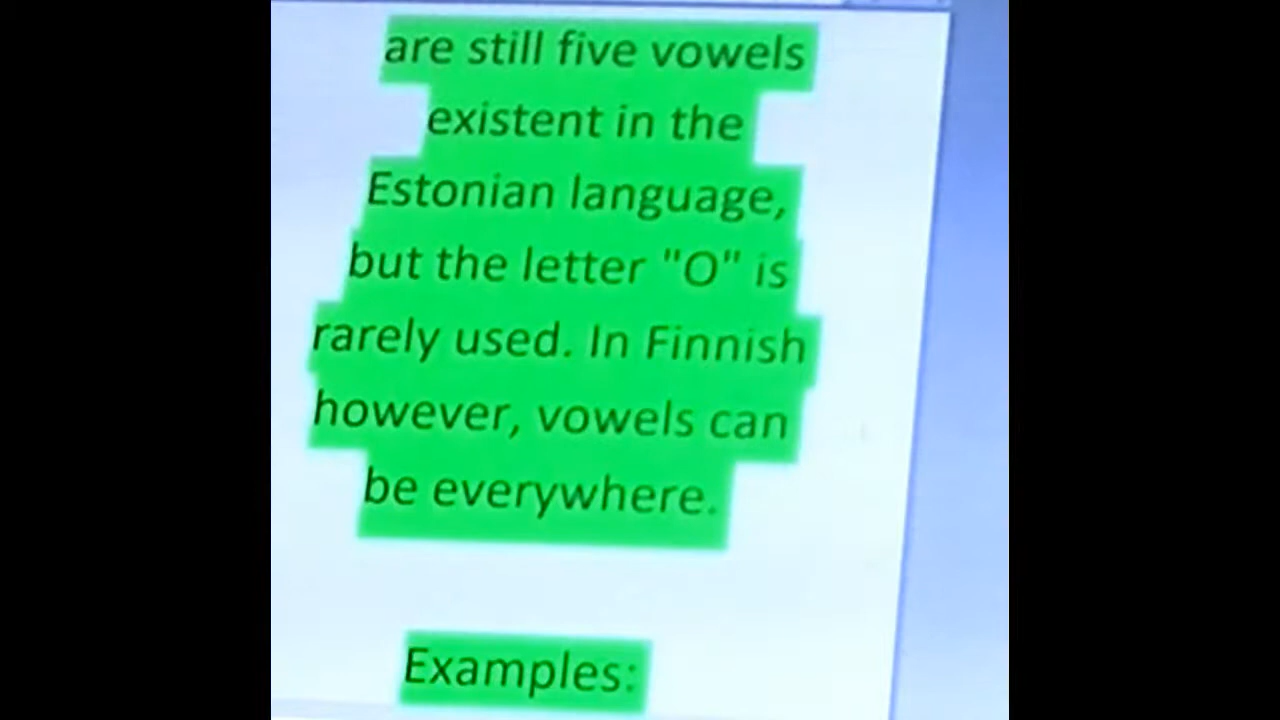 are still five vowels
existent in the
Estonian language,
but the letter "O" is
rarely used. In Finnish
however, vowels can
be everywhere.
Examples: